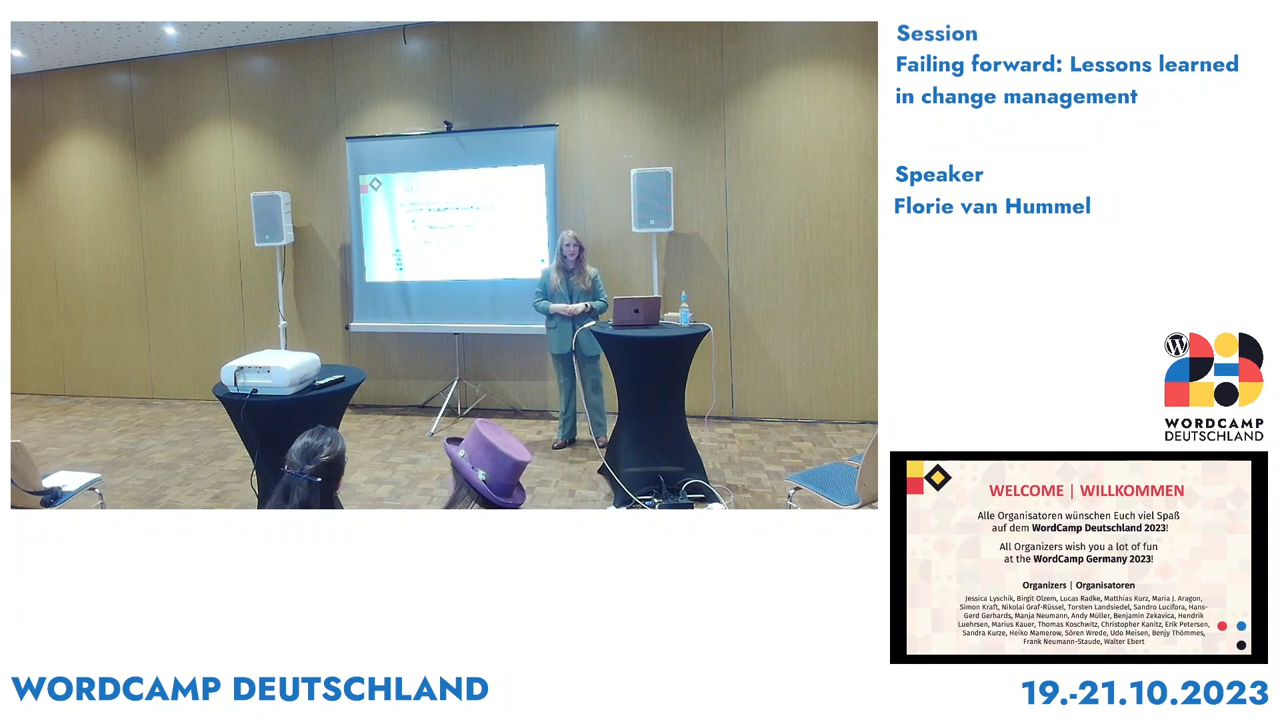 Session
Failing forward: Lessons learned
in change management
Speaker
Florie van Hummel
WORDCAMP
DEUTSCHLAND
WELCOME | WILLKOMMEN
Alle Organisatoren wünschen Euch viel Spaß
auf dem WordCamp Deutschland 2023!
All Organizers wish you a lot of fun
at the WordCamp Germany 2023!
Organizers | Organisatoren
Jessica Lyschik, Birgit Olzem, Lucas Radke, Matthias Kurz, Maria J. Aragon,
Simon Kraft, Nikolai Graf-Rüssel, Torsten Landsiedel, Sandro Lucifora, Hans-
Gerd Gerhards, Manja Neumann, Andy Müller, Benjamin Zekavica, Hendrik
Luehrsen, Marius Kauer, Thomas Koschwitz, Christopher Kanitz, Erik Petersen,
Sandra Kurze, Heiko Mamerow, Sören Wrede, Udo Meisen, Benjy Thömmes,
Frank Neumann-Staude, Walter Ebert
WORDCAMP DEUTSCHLAND
19.-21.10.2023